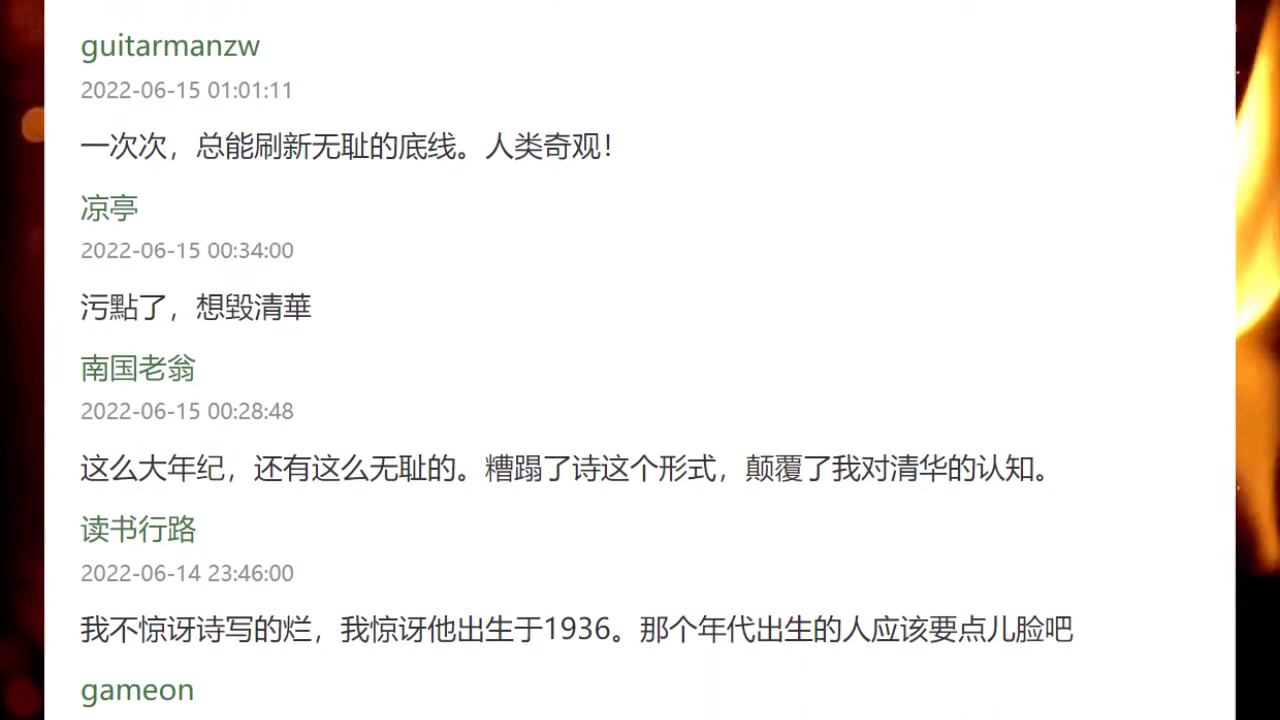 guitarmanzw
2022-06-15 01:01:11
一次次，总能刷新无耻的底线。人类奇观！
凉亭
2022-06-15 00:34:00
污點了，想毁清華
南国老翁
2022-06-15 00:28:48
这么大年纪，还有这么无耻的。糟蹋了诗这个形式，颠覆了我对清华的认知。
读书行路
2022-06-14 23:46:00
我不惊讶诗写的烂，我惊讶他出生于1936。那个年代出生的人应该要点儿脸吧
gameon